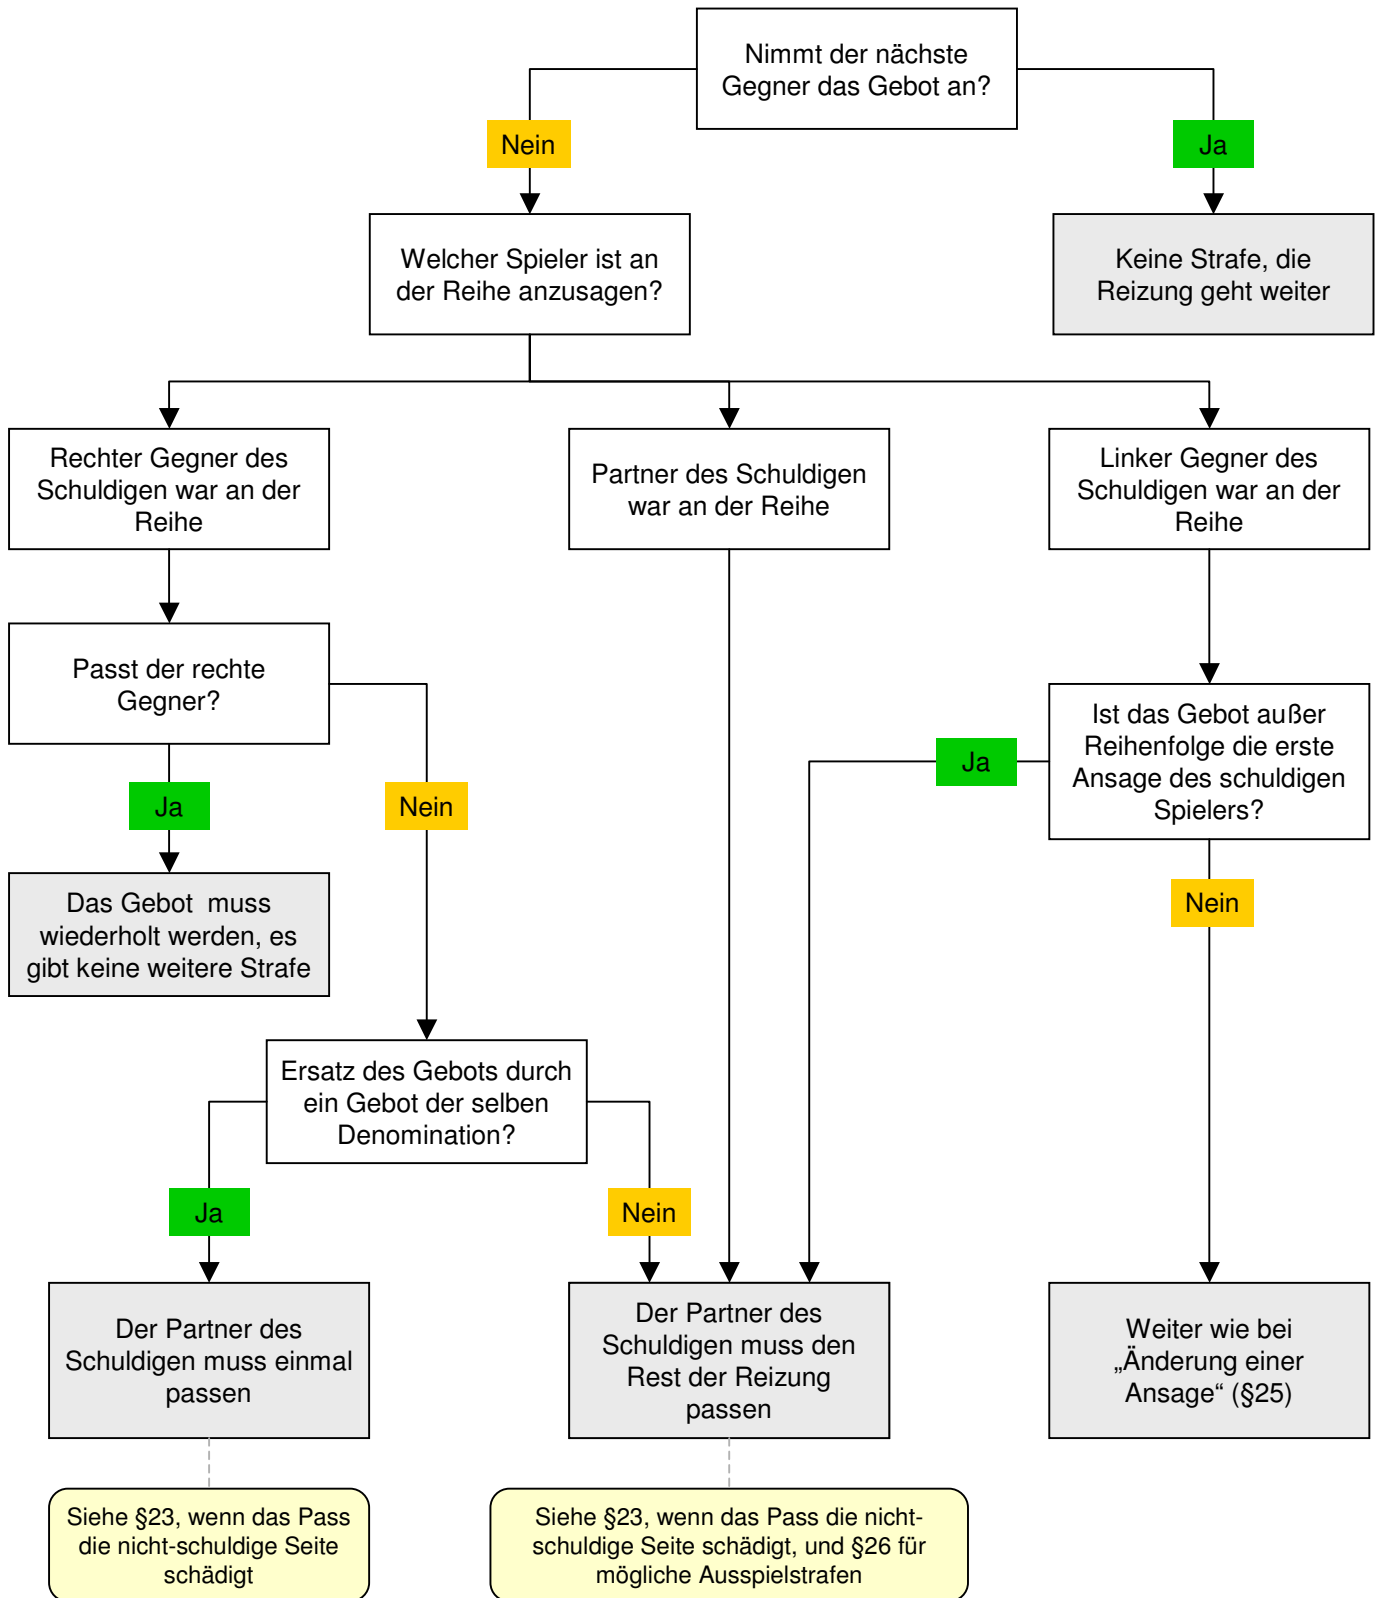 Nimmt der nächste
Gegner das Gebot an?
Nein
Ja
Welcher Spieler ist an
der Reihe anzusagen?
Keine Strafe, die
Reizung geht weiter
Rechter Gegner des
Schuldigen war an der
Reihe
Partner des Schuldigen
war an der Reihe
Linker Gegner des
Schuldigen war an der
Reihe
Passt der rechte
Gegner?
Ist das Gebot außer
Reihenfolge die erste
Ansage des schuldigen
Spielers?
Ja
Ja
Nein
Das Gebot muss
wiederholt werden, es
gibt keine weitere Strafe
Nein
Ersatz des Gebots durch
ein Gebot der selben
Denomination?
Ja
Nein
Der Partner des
Schuldigen muss einmal
passen
Der Partner des
Schuldigen muss den
Rest der Reizung
passen
Weiter wie bei
„Änderung einer
Ansage“ (§25)
Siehe §23, wenn das Pass
die nicht-schuldige Seite
schädigt
Siehe §23, wenn das Pass die nicht-
schuldige Seite schädigt, und §26 für
mögliche Ausspielstrafen